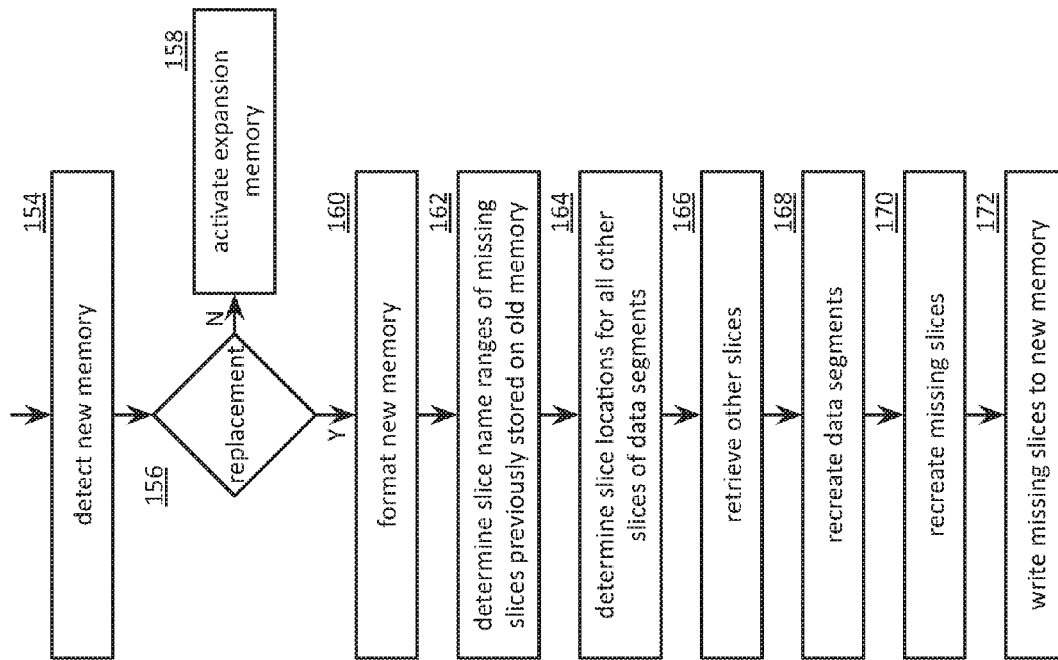 154
detect new memory
156
replacement
N
158
activate expansion
memory
Y
160
format new memory
162
determine slice name ranges of missing
slices previously stored on old memory
164
determine slice locations for all other
slices of data segments
166
retrieve other slices
168
recreate data segments
170
recreate missing slices
172
write missing slices to new memory